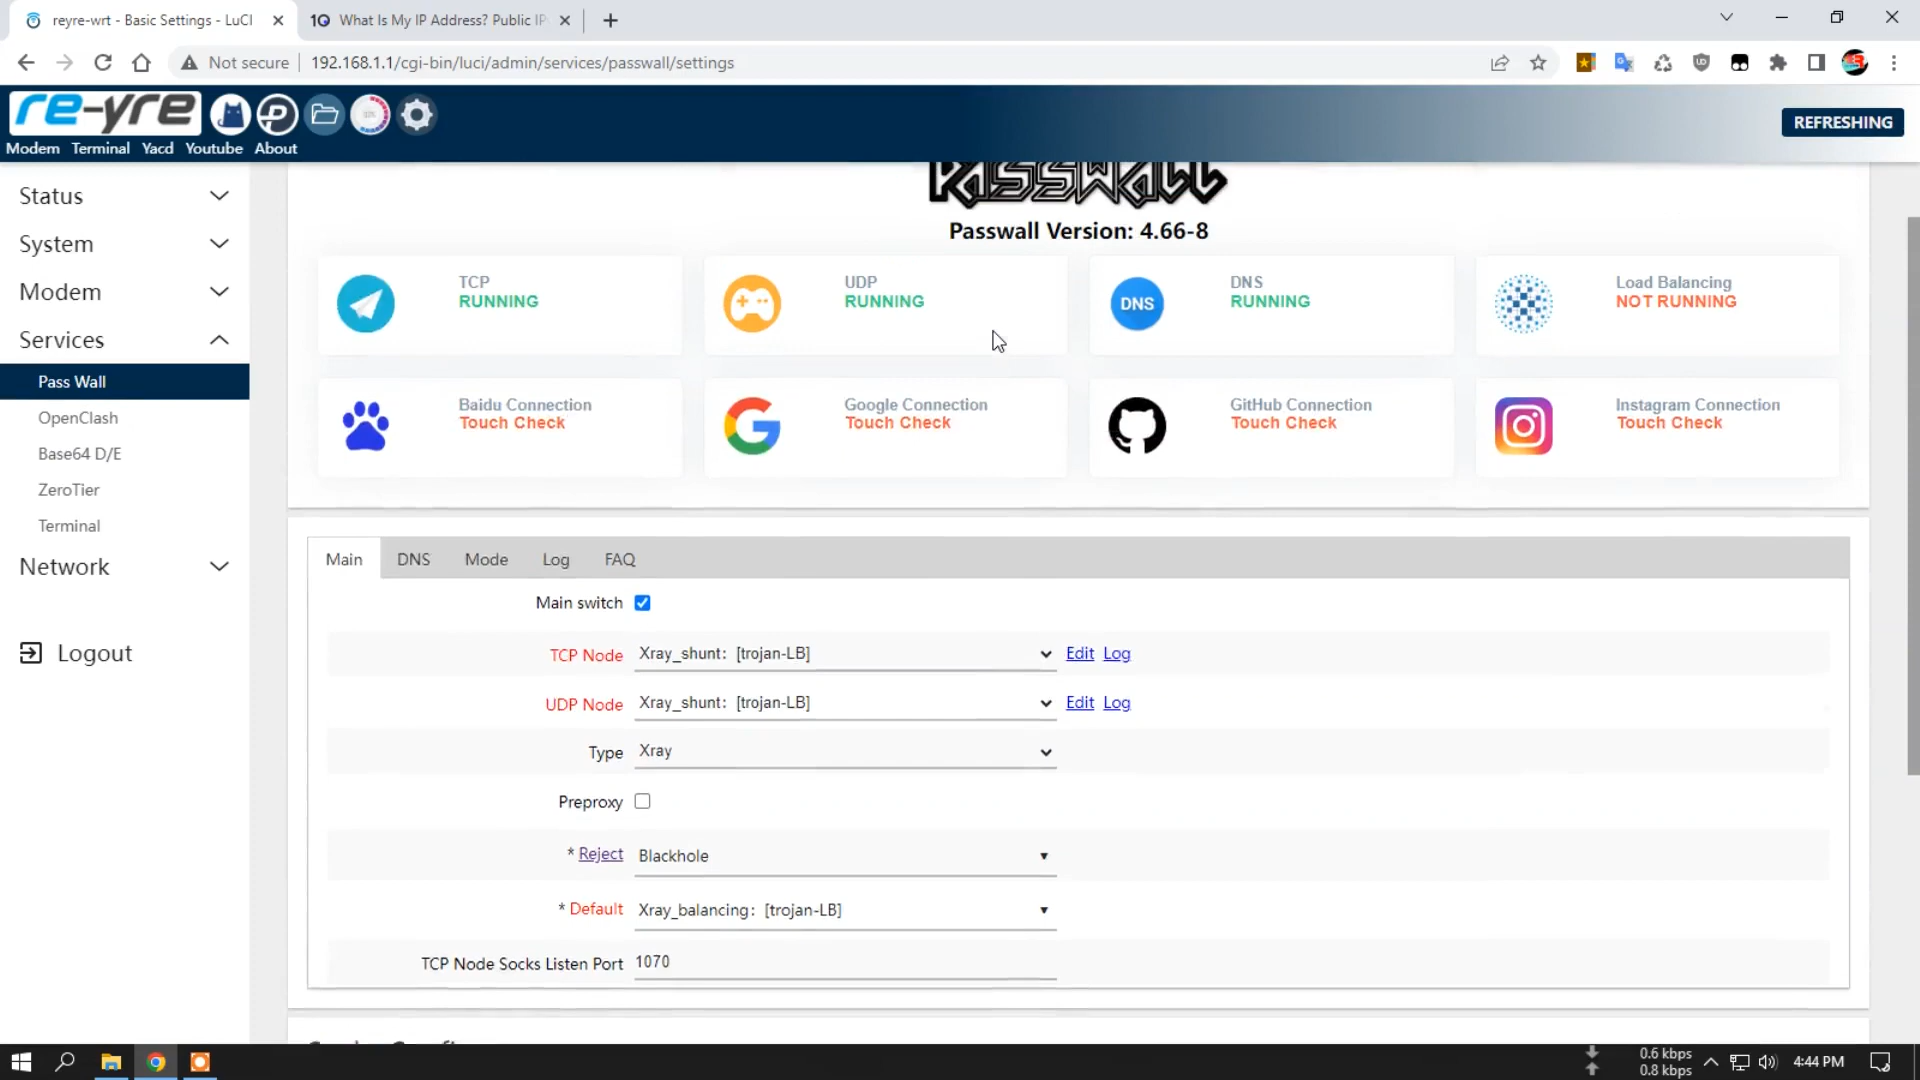 reyre-wrt - Basic Settings - LuCI
1Q What Is My IP Address? Public IP
Not secure
192.168.1.1/cgi-bin/luci/admin/services/passwall/settings
re-yre
REFRESHING
Modem Terminal Yacd Youtube About
PASSWALL
Passwall Version: 4.66-8
Status
System
Modem
Services
Pass Wall
OpenClash
Base64 D/E
ZeroTier
Terminal
Network
Logout
TCP
RUNNING
UDP
RUNNING
DNS
DNS
RUNNING
Load Balancing
NOT RUNNING
Baidu Connection
Touch Check
Google Connection
Touch Check
GitHub Connection
Touch Check
Instagram Connection
Touch Check
Main DNS Mode Log FAQ
Main switch
TCP Node Xray_shunt: [trojan-LB] Edit Log
UDP Node Xray_shunt: [trojan-LB] Edit Log
Type Xray
Preproxy
* Reject Blackhole
* Default Xray_balancing: [trojan-LB]
TCP Node Socks Listen Port 1070
0.6 kbps
0.8 kbps
4:44 PM